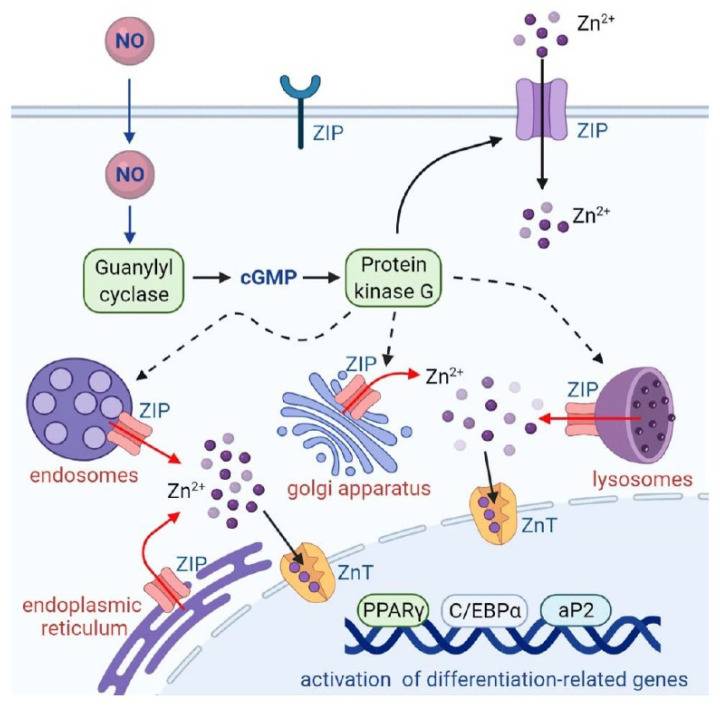 NO
Zn2+
ZIP
ZIP
NO
Zn2+
Guanylyl
cyclase
cGMP
Protein
kinase G
ZIP
endosomes
ZIP
Zn2+
golgi apparatus
ZIP
lysosomes
Zn2+
ZnT
ZIP
ZnT
endoplasmic
reticulum
PPARγ
C/EBPα
aP2
activation of differentiation-related genes